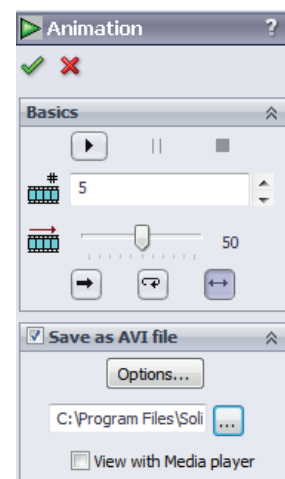 Animation ?
Basics
#
5
50
Save as AVI file
Options...
C:\Program Files\Soli ...
View with Media player